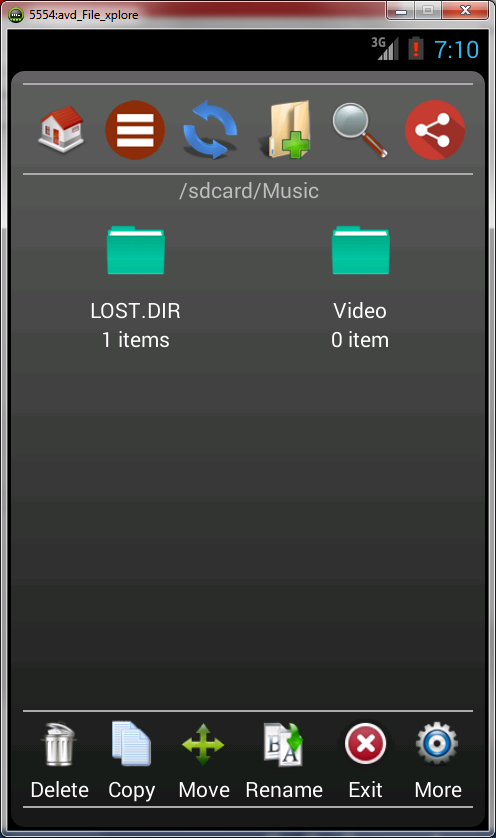 5554:avd_File_xplore
3G 7:10
/sdcard/Music
LOST.DIR Video
1 items 0 item
B A
Delete Copy Move Rename Exit More